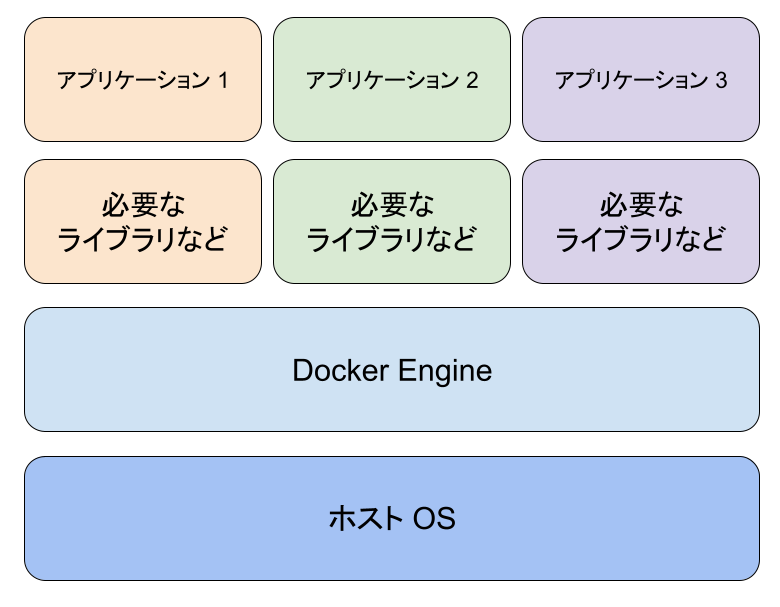 アプリケーション 1
アプリケーション 2
アプリケーション 3
必要な
ライブラリなど
必要な
ライブラリなど
必要な
ライブラリなど
Docker Engine
ホスト OS